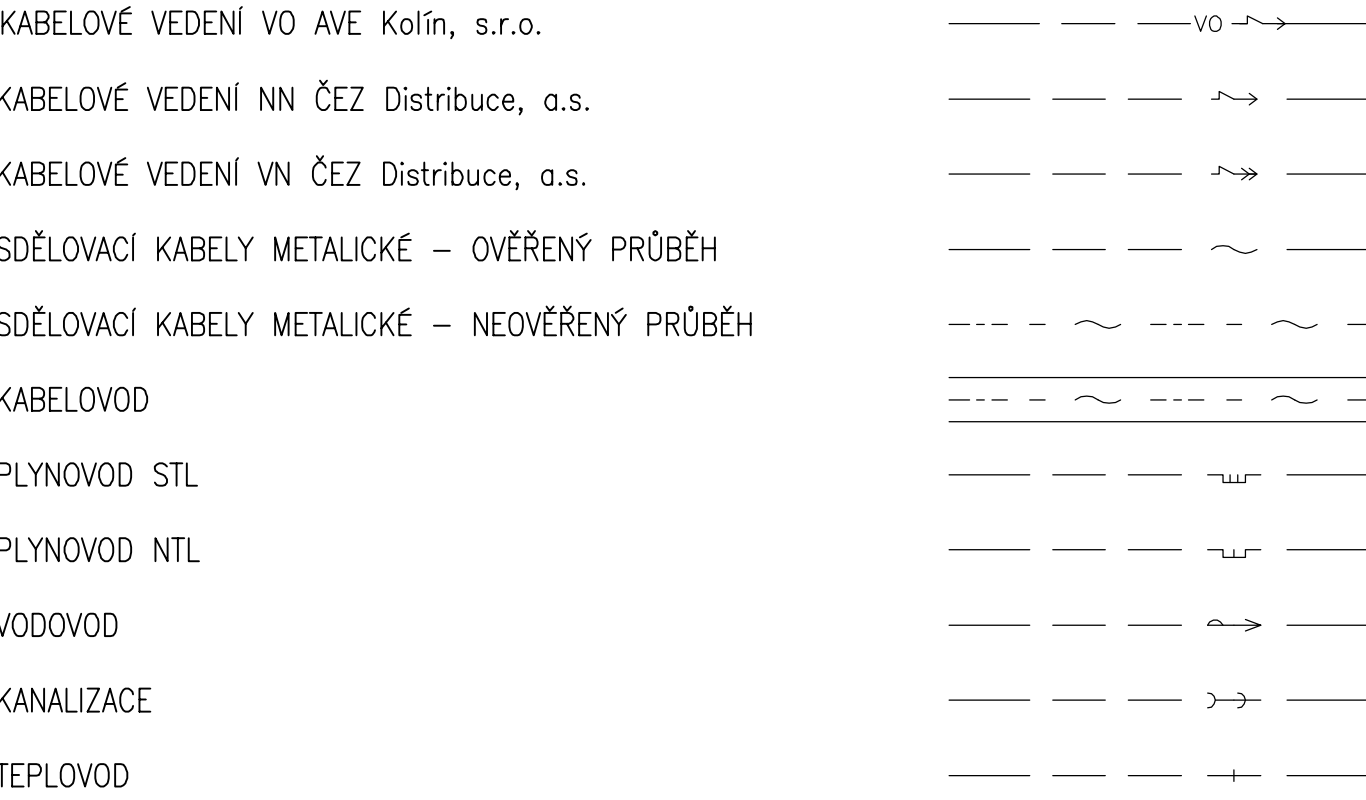 KABELOVÉ VEDENÍ VO AVE Kolín, s.r.o. VO
KABELOVÉ VEDENÍ NN ČEZ Distribuce, a.s.
KABELOVÉ VEDENÍ VN ČEZ Distribuce, a.s.
SDĚLOVACÍ KABELY METALICKÉ – OVĚŘENÝ PRŮBĚH
SDĚLOVACÍ KABELY METALICKÉ – NEOVĚŘENÝ PRŮBĚH
KABELOVOD
PLYNOVOD STL
PLYNOVOD NTL
VODOVOD
KANALIZACE
TEPLOVOD